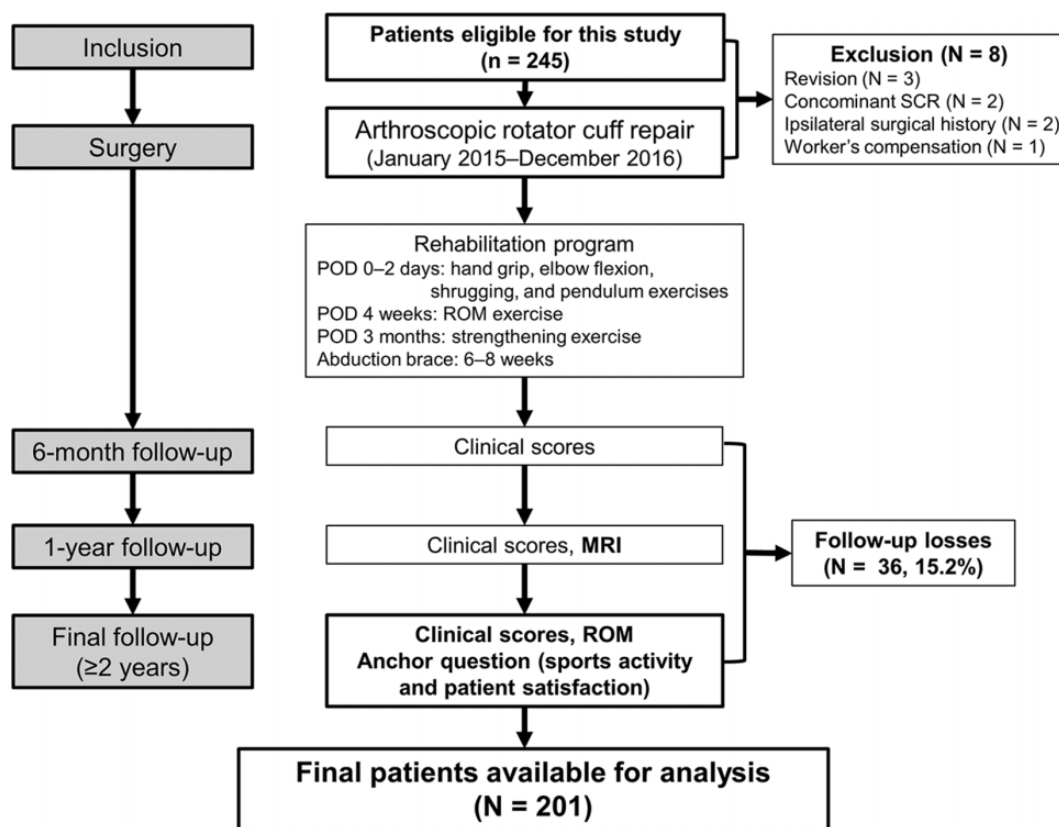 Inclusion
Surgery
6-month follow-up
1-year follow-up
Final follow-up
(≥2 years)
Patients eligible for this study
(n = 245)
Arthroscopic rotator cuff repair
(January 2015–December 2016)
Exclusion (N = 8)
Revision (N = 3)
Concominant SCR (N = 2)
Ipsilateral surgical history (N = 2)
Worker's compensation (N = 1)
Rehabilitation program
POD 0–2 days: hand grip, elbow flexion,
shrugging, and pendulum exercises
POD 4 weeks: ROM exercise
POD 3 months: strengthening exercise
Abduction brace: 6–8 weeks
Clinical scores
Clinical scores, MRI
Clinical scores, ROM
Anchor question (sports activity
and patient satisfaction)
Follow-up losses
(N = 36, 15.2%)
Final patients available for analysis
(N = 201)